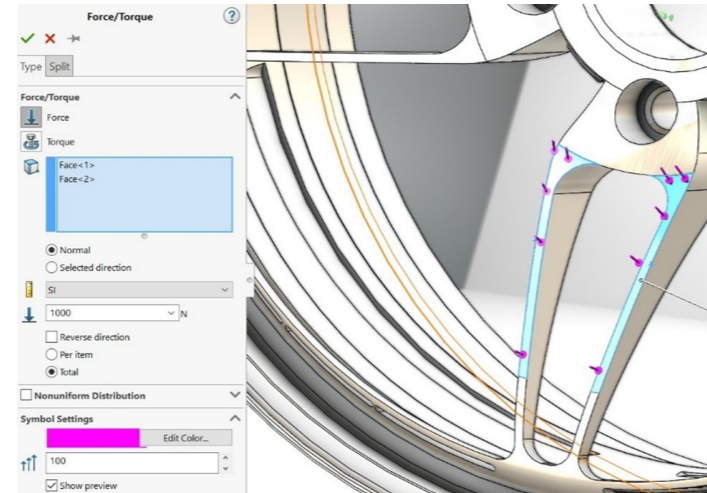 Force/Torque
?
Type Split
Force/Torque
Force
Torque
Face<1>
Face<2>
Normal
Selected direction
SI
1000 N
Reverse direction
Per item
Total
Nonuniform Distribution
Symbol Settings
Edit Color...
100
Show preview